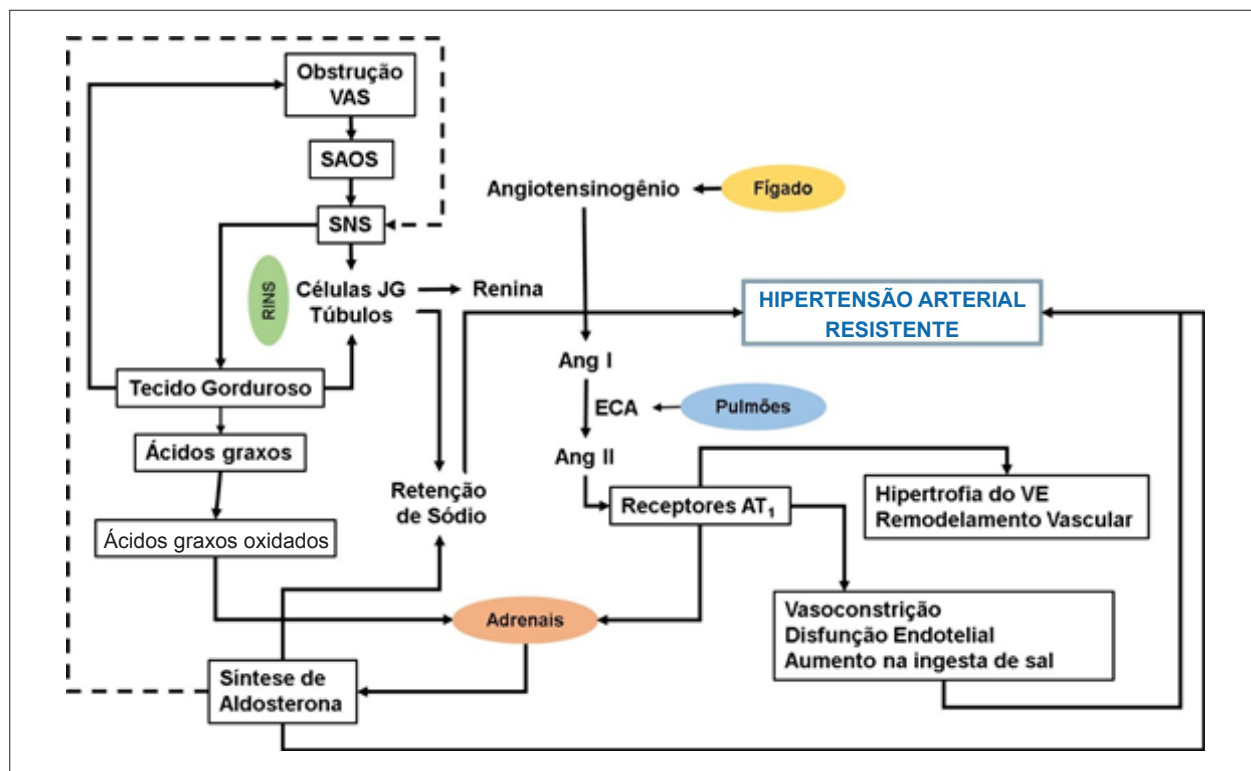 Obstrução
VAS
SAOS
SNS
Angiotensinogênio
Fígado
RINS
Células JG
Túbulos
Renina
HIPERTENSÃO ARTERIAL
RESISTENTE
Ang I
Tecido Gorduroso
ECA
Pulmões
Ácidos graxos
Ang II
Retenção
de Sódio
Receptores AT₁
Hipertrofia do VE
Remodelamento Vascular
Ácidos graxos oxidados
Adrenais
Vasoconstrição
Disfunção Endotelial
Aumento na ingesta de sal
Síntese de
Aldosterona